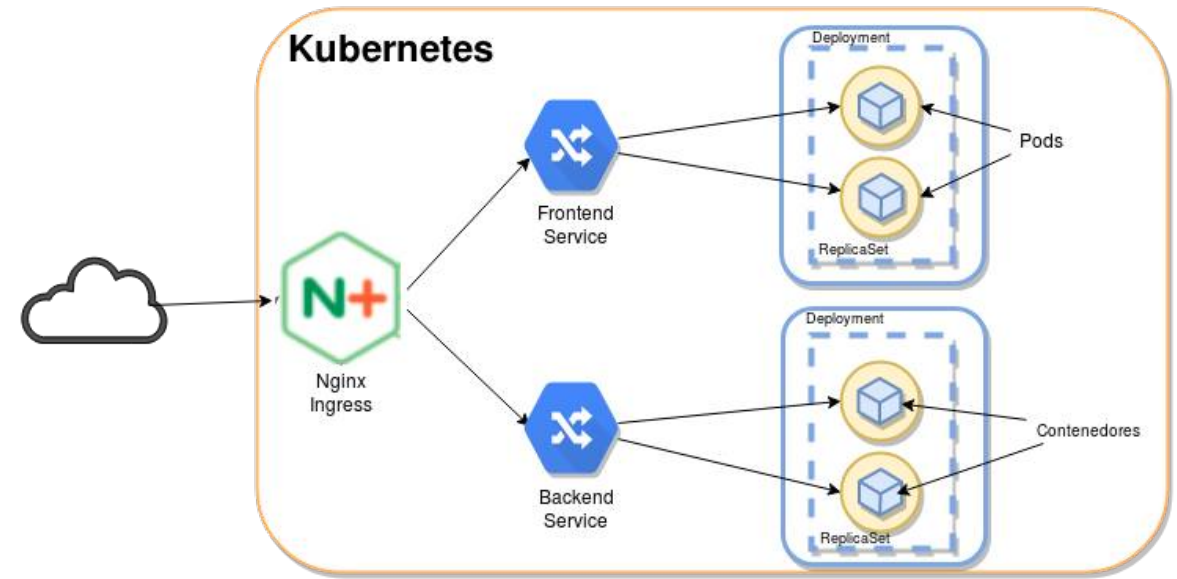 Kubernetes
Deployment
Pods
ReplicaSet
Frontend
Service
N+
Nginx
Ingress
Deployment
Contenedores
ReplicaSet
Backend
Service